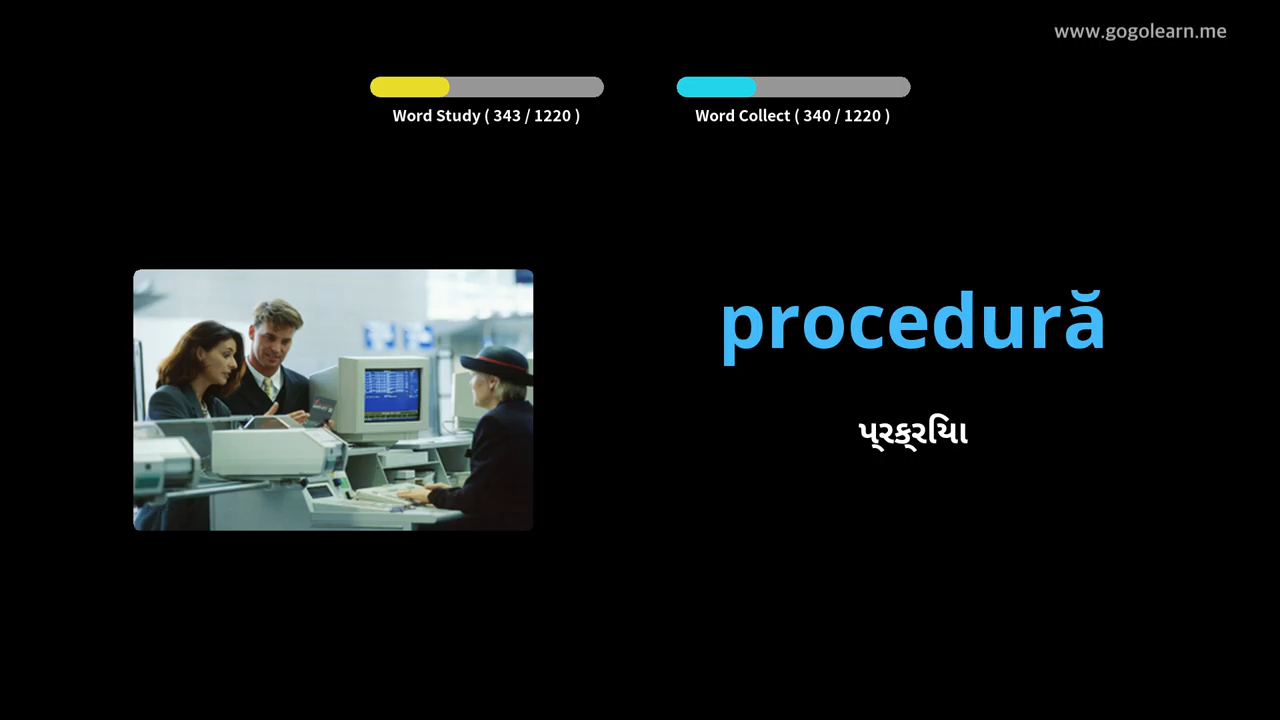 www.gogolearn.me
Word Study ( 343 / 1220 )
Word Collect ( 340 / 1220 )
procedură
પ્રક્રિયા